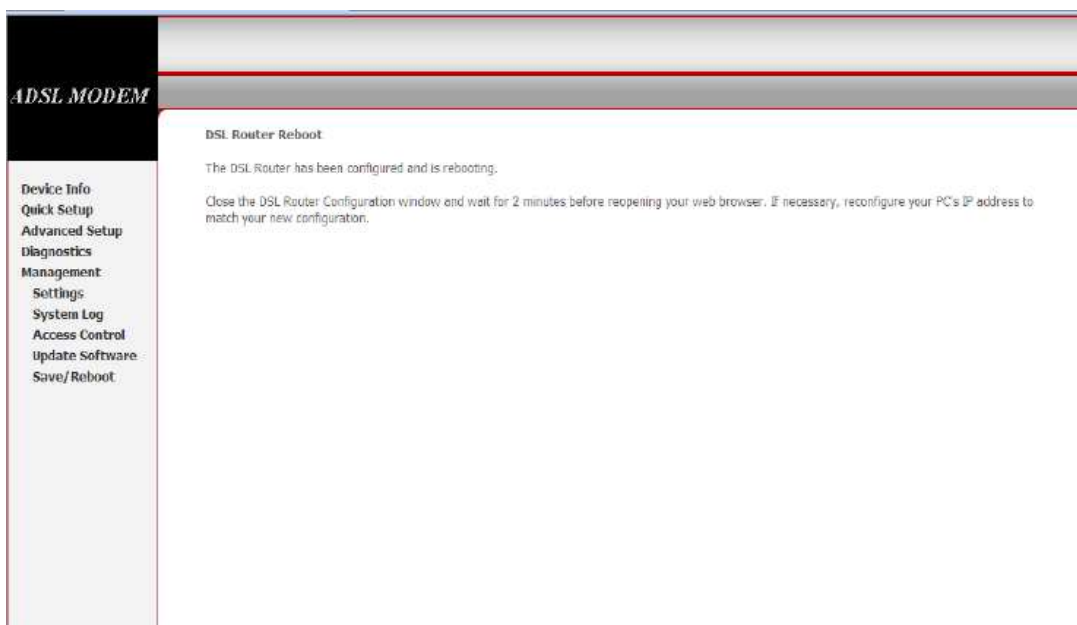 ADSL MODEM
Device Info
Quick Setup
Advanced Setup
Diagnostics
Management
Settings
System Log
Access Control
Update Software
Save/Reboot
DSL Router Reboot
The DSL Router has been configured and is rebooting.
Close the DSL Router Configuration window and wait for 2 minutes before reopening your web browser. If necessary, reconfigure your PC's IP address to
match your new configuration.